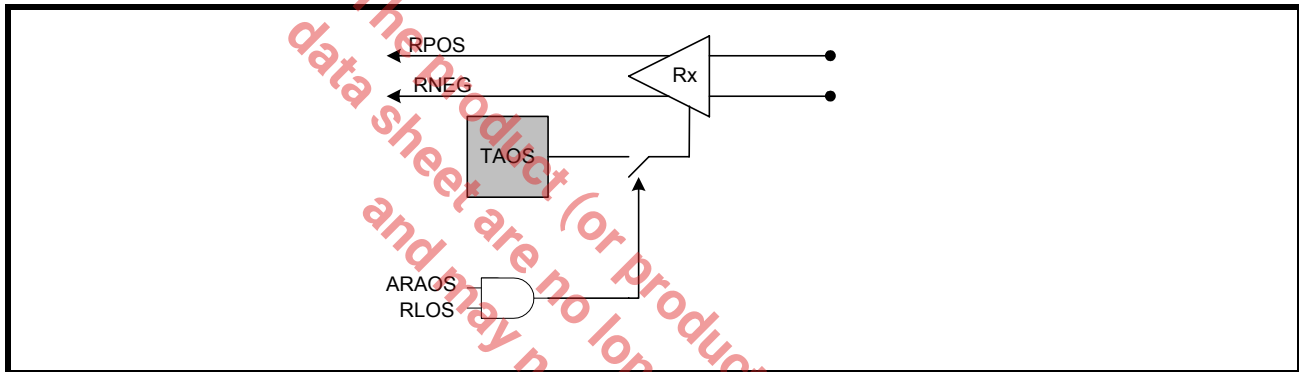 RPOS
Rx
RNEG
TAOS
ARAOS
RLOS
The product (or product
data sheet are no lon
and may n